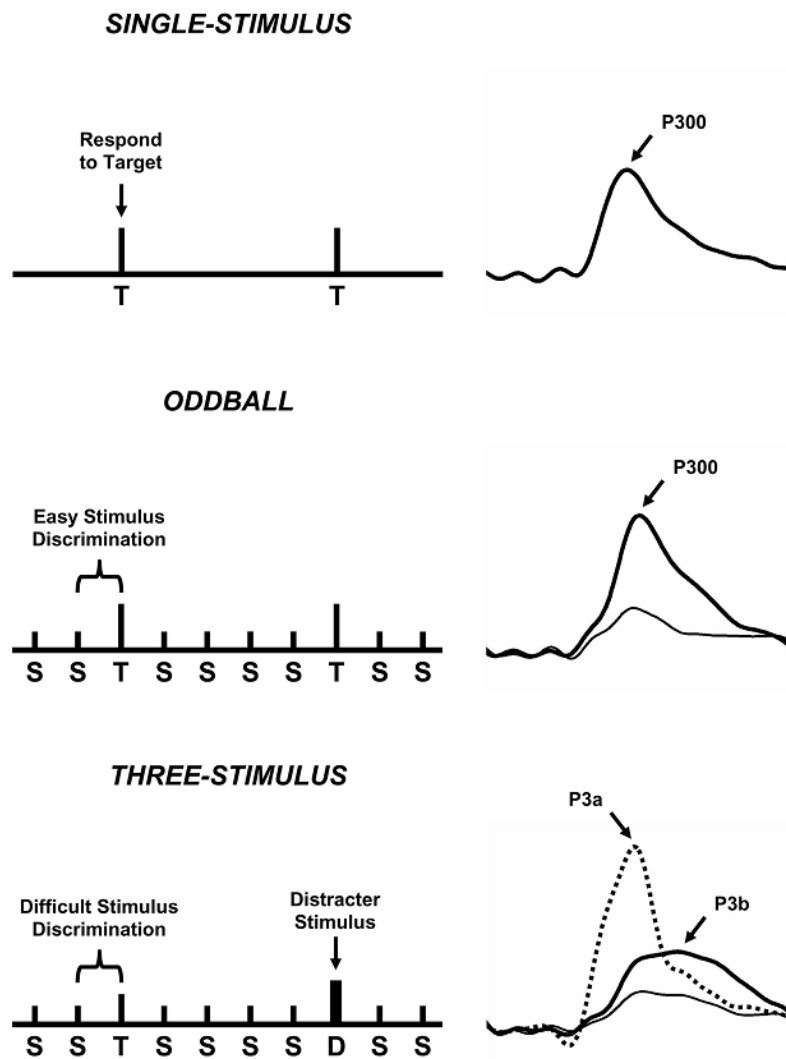 SINGLE-STIMULUS
Respond
to Target
P300
T T
ODDBALL
Easy Stimulus
Discrimination
P300
S S T S S S S T S S
THREE-STIMULUS
P3a
Difficult Stimulus
Discrimination
Distracter
Stimulus
P3b
S S T S S S S D S S